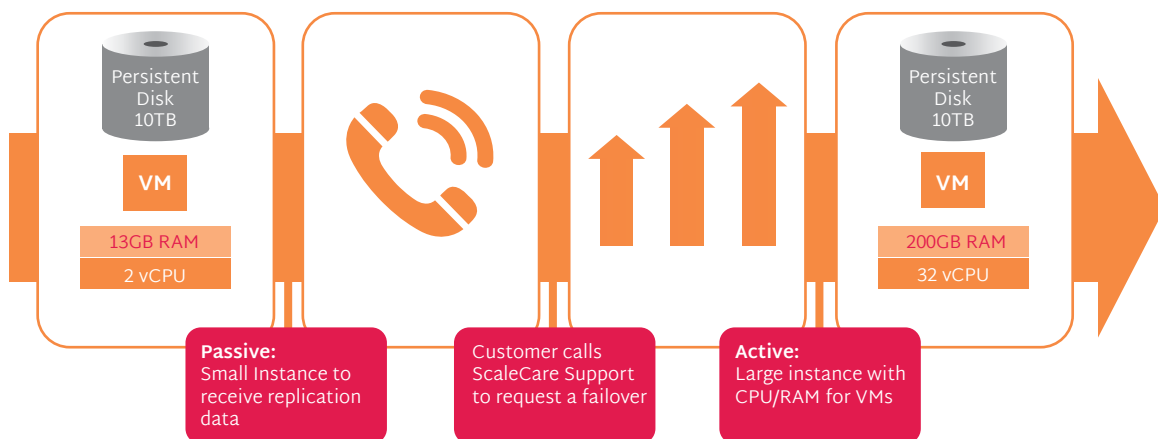 Persistent
Disk
10TB
VM
13GB RAM
2 vCPU
Persistent
Disk
10TB
VM
200GB RAM
32 vCPU
Passive:
Small Instance to
receive replication
data
Customer calls
ScaleCare Support
to request a failover
Active:
Large instance with
CPU/RAM for VMs